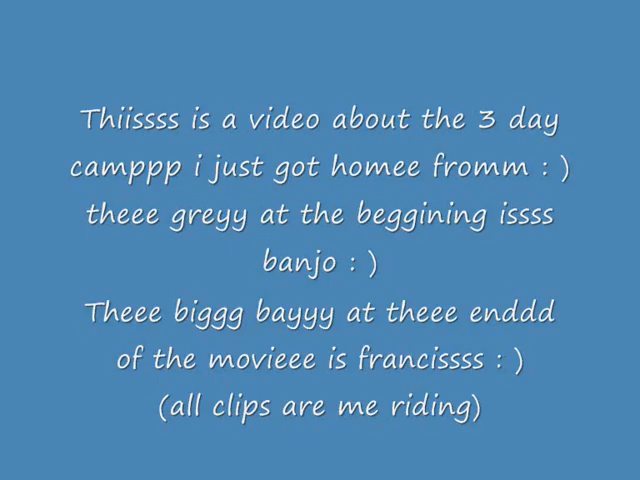 Thiissss is a video about the 3 day
camppp i just got homee fromm : )
theee greyy at the beggining issss
banjo : )
Theee biggg bayyy at theee enddd
of the movieee is francissss : )
(all clips are me riding)